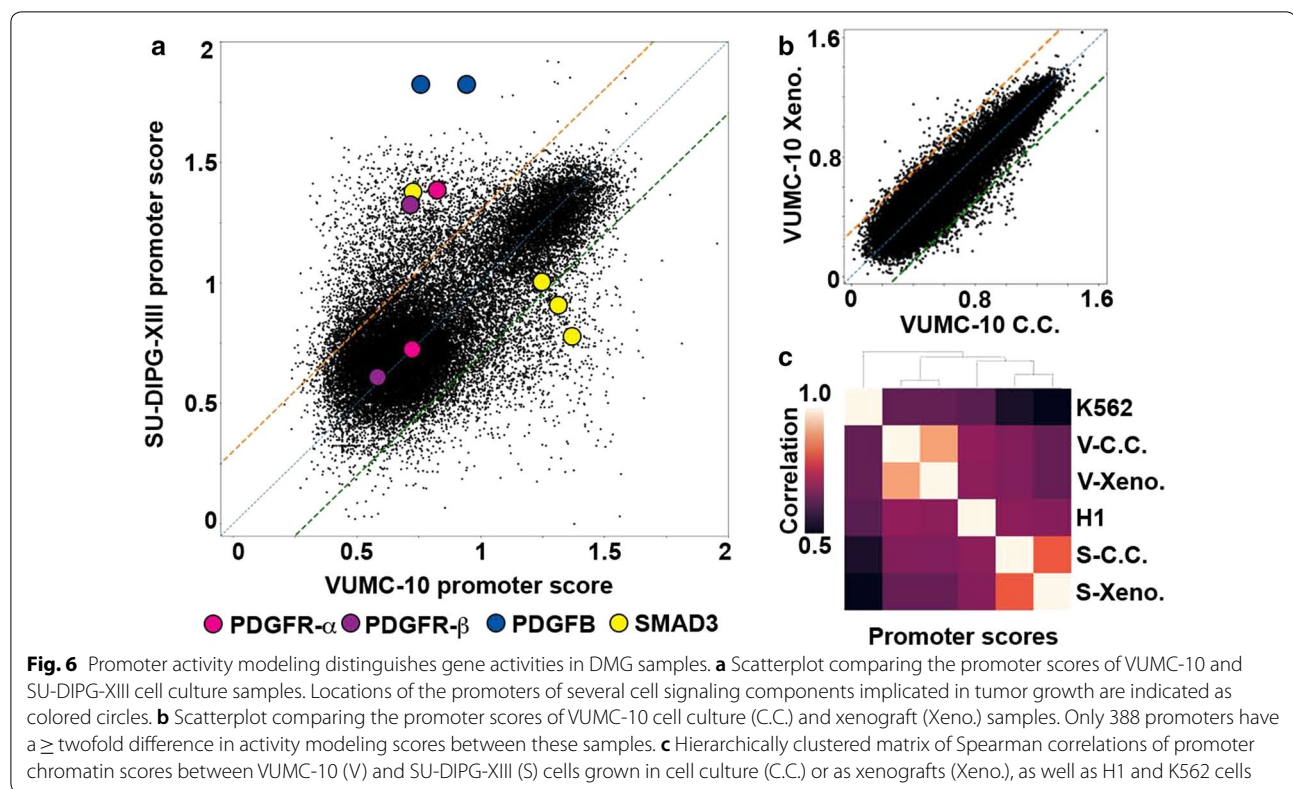 a
2
1.5
1
0.5
0
SU-DIPG-XIII promoter score
0 0.5 1 1.5 2
VUMC-10 promoter score
PDGFR-α PDGFR-β PDGFB SMAD3
b
1.6
0.8
0
VUMC-10 Xeno.
0 0.8 1.6
VUMC-10 C.C.
c
1.0
Correlation
0.5
K562
V-C.C.
V-Xeno.
H1
S-C.C.
S-Xeno.
Promoter scores
Fig. 6 Promoter activity modeling distinguishes gene activities in DMG samples. a Scatterplot comparing the promoter scores of VUMC-10 and
SU-DIPG-XIII cell culture samples. Locations of the promoters of several cell signaling components implicated in tumor growth are indicated as
colored circles. b Scatterplot comparing the promoter scores of VUMC-10 cell culture (C.C.) and xenograft (Xeno.) samples. Only 388 promoters have
a ≥ twofold difference in activity modeling scores between these samples. c Hierarchically clustered matrix of Spearman correlations of promoter
chromatin scores between VUMC-10 (V) and SU-DIPG-XIII (S) cells grown in cell culture (C.C.) or as xenografts (Xeno.), as well as H1 and K562 cells